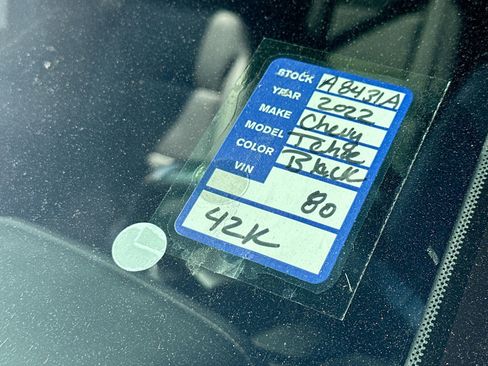 STOCK A8431A
YEAR 2022
MAKE Chevy
MODEL Tahoe
COLOR Black
VIN
80
42K